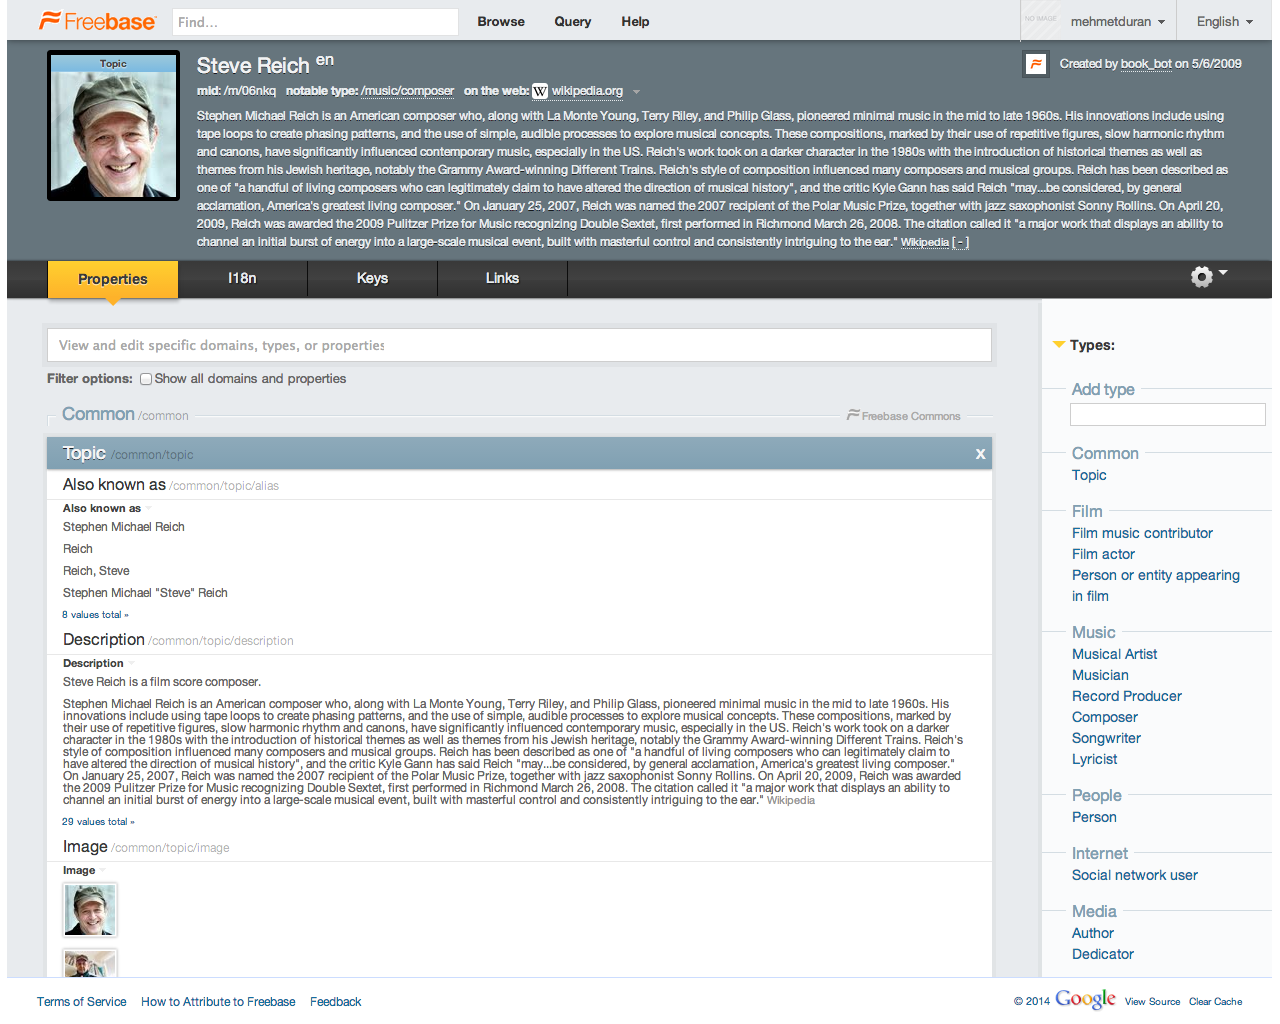 Freebase
Find...
Browse
Query
Help
NO IMAGE
mehmetduran
English
Topic
Steve Reich en
Created by book_bot on 5/6/2009
mid: /m/06nkq notable type: /music/composer on the web: W wikipedia.org
Stephen Michael Reich is an American composer who, along with La Monte Young, Terry Riley, and Philip Glass, pioneered minimal music in the mid to late 1960s. His innovations include using
tape loops to create phasing patterns, and the use of simple, audible processes to explore musical concepts. These compositions, marked by their use of repetitive figures, slow harmonic rhythm
and canons, have significantly influenced contemporary music, especially in the US. Reich's work took on a darker character in the 1980s with the introduction of historical themes as well as
themes from his Jewish heritage, notably the Grammy Award-winning Different Trains. Reich's style of composition influenced many composers and musical groups. Reich has been described as
one of "a handful of living composers who can legitimately claim to have altered the direction of musical history", and the critic Kyle Gann has said Reich "may...be considered, by general
acclamation, America's greatest living composer." On January 25, 2007, Reich was named the 2007 recipient of the Polar Music Prize, together with jazz saxophonist Sonny Rollins. On April 20,
2009, Reich was awarded the 2009 Pulitzer Prize for Music recognizing Double Sextet, first performed in Richmond March 26, 2008. The citation called it "a major work that displays an ability to
channel an initial burst of energy into a large-scale musical event, built with masterful control and consistently intriguing to the ear." Wikipedia [ - ]
Properties
I18n
Keys
Links
View and edit specific domains, types, or properties
Filter options: Show all domains and properties
Common /common
Freebase Commons
Topic /common/topic
X
Also known as /common/topic/alias
Also known as
Stephen Michael Reich
Reich
Reich, Steve
Stephen Michael "Steve" Reich
8 values total »
Description /common/topic/description
Description
Steve Reich is a film score composer.
Stephen Michael Reich is an American composer who, along with La Monte Young, Terry Riley, and Philip Glass, pioneered minimal music in the mid to late 1960s. His
innovations include using tape loops to create phasing patterns, and the use of simple, audible processes to explore musical concepts. These compositions, marked by
their use of repetitive figures, slow harmonic rhythm and canons, have significantly influenced contemporary music, especially in the US. Reich's work took on a darker
character in the 1980s with the introduction of historical themes as well as themes from his Jewish heritage, notably the Grammy Award-winning Different Trains. Reich's
style of composition influenced many composers and musical groups. Reich has been described as one of "a handful of living composers who can legitimately claim to
have altered the direction of musical history", and the critic Kyle Gann has said Reich "may...be considered, by general acclamation, America's greatest living composer."
On January 25, 2007, Reich was named the 2007 recipient of the Polar Music Prize, together with jazz saxophonist Sonny Rollins. On April 20, 2009, Reich was awarded
the 2009 Pulitzer Prize for Music recognizing Double Sextet, first performed in Richmond March 26, 2008. The citation called it "a major work that displays an ability to
channel an initial burst of energy into a large-scale musical event, built with masterful control and consistently intriguing to the ear." Wikipedia
29 values total »
Image /common/topic/image
Image
Types:
Add type
Common
Topic
Film
Film music contributor
Film actor
Person or entity appearing
in film
Music
Musical Artist
Musician
Record Producer
Composer
Songwriter
Lyricist
People
Person
Internet
Social network user
Media
Author
Dedicator
Terms of Service
How to Attribute to Freebase
Feedback
© 2014 Google
View Source
Clear Cache